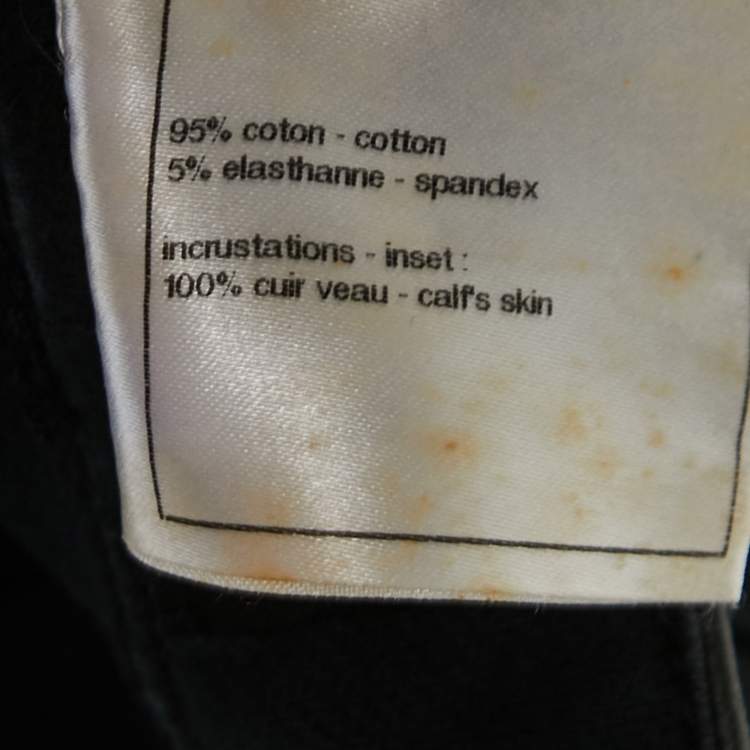 95% coton - cotton
5% elasthanne - spandex
incrustations - inset :
100% cuir veau - calf's skin